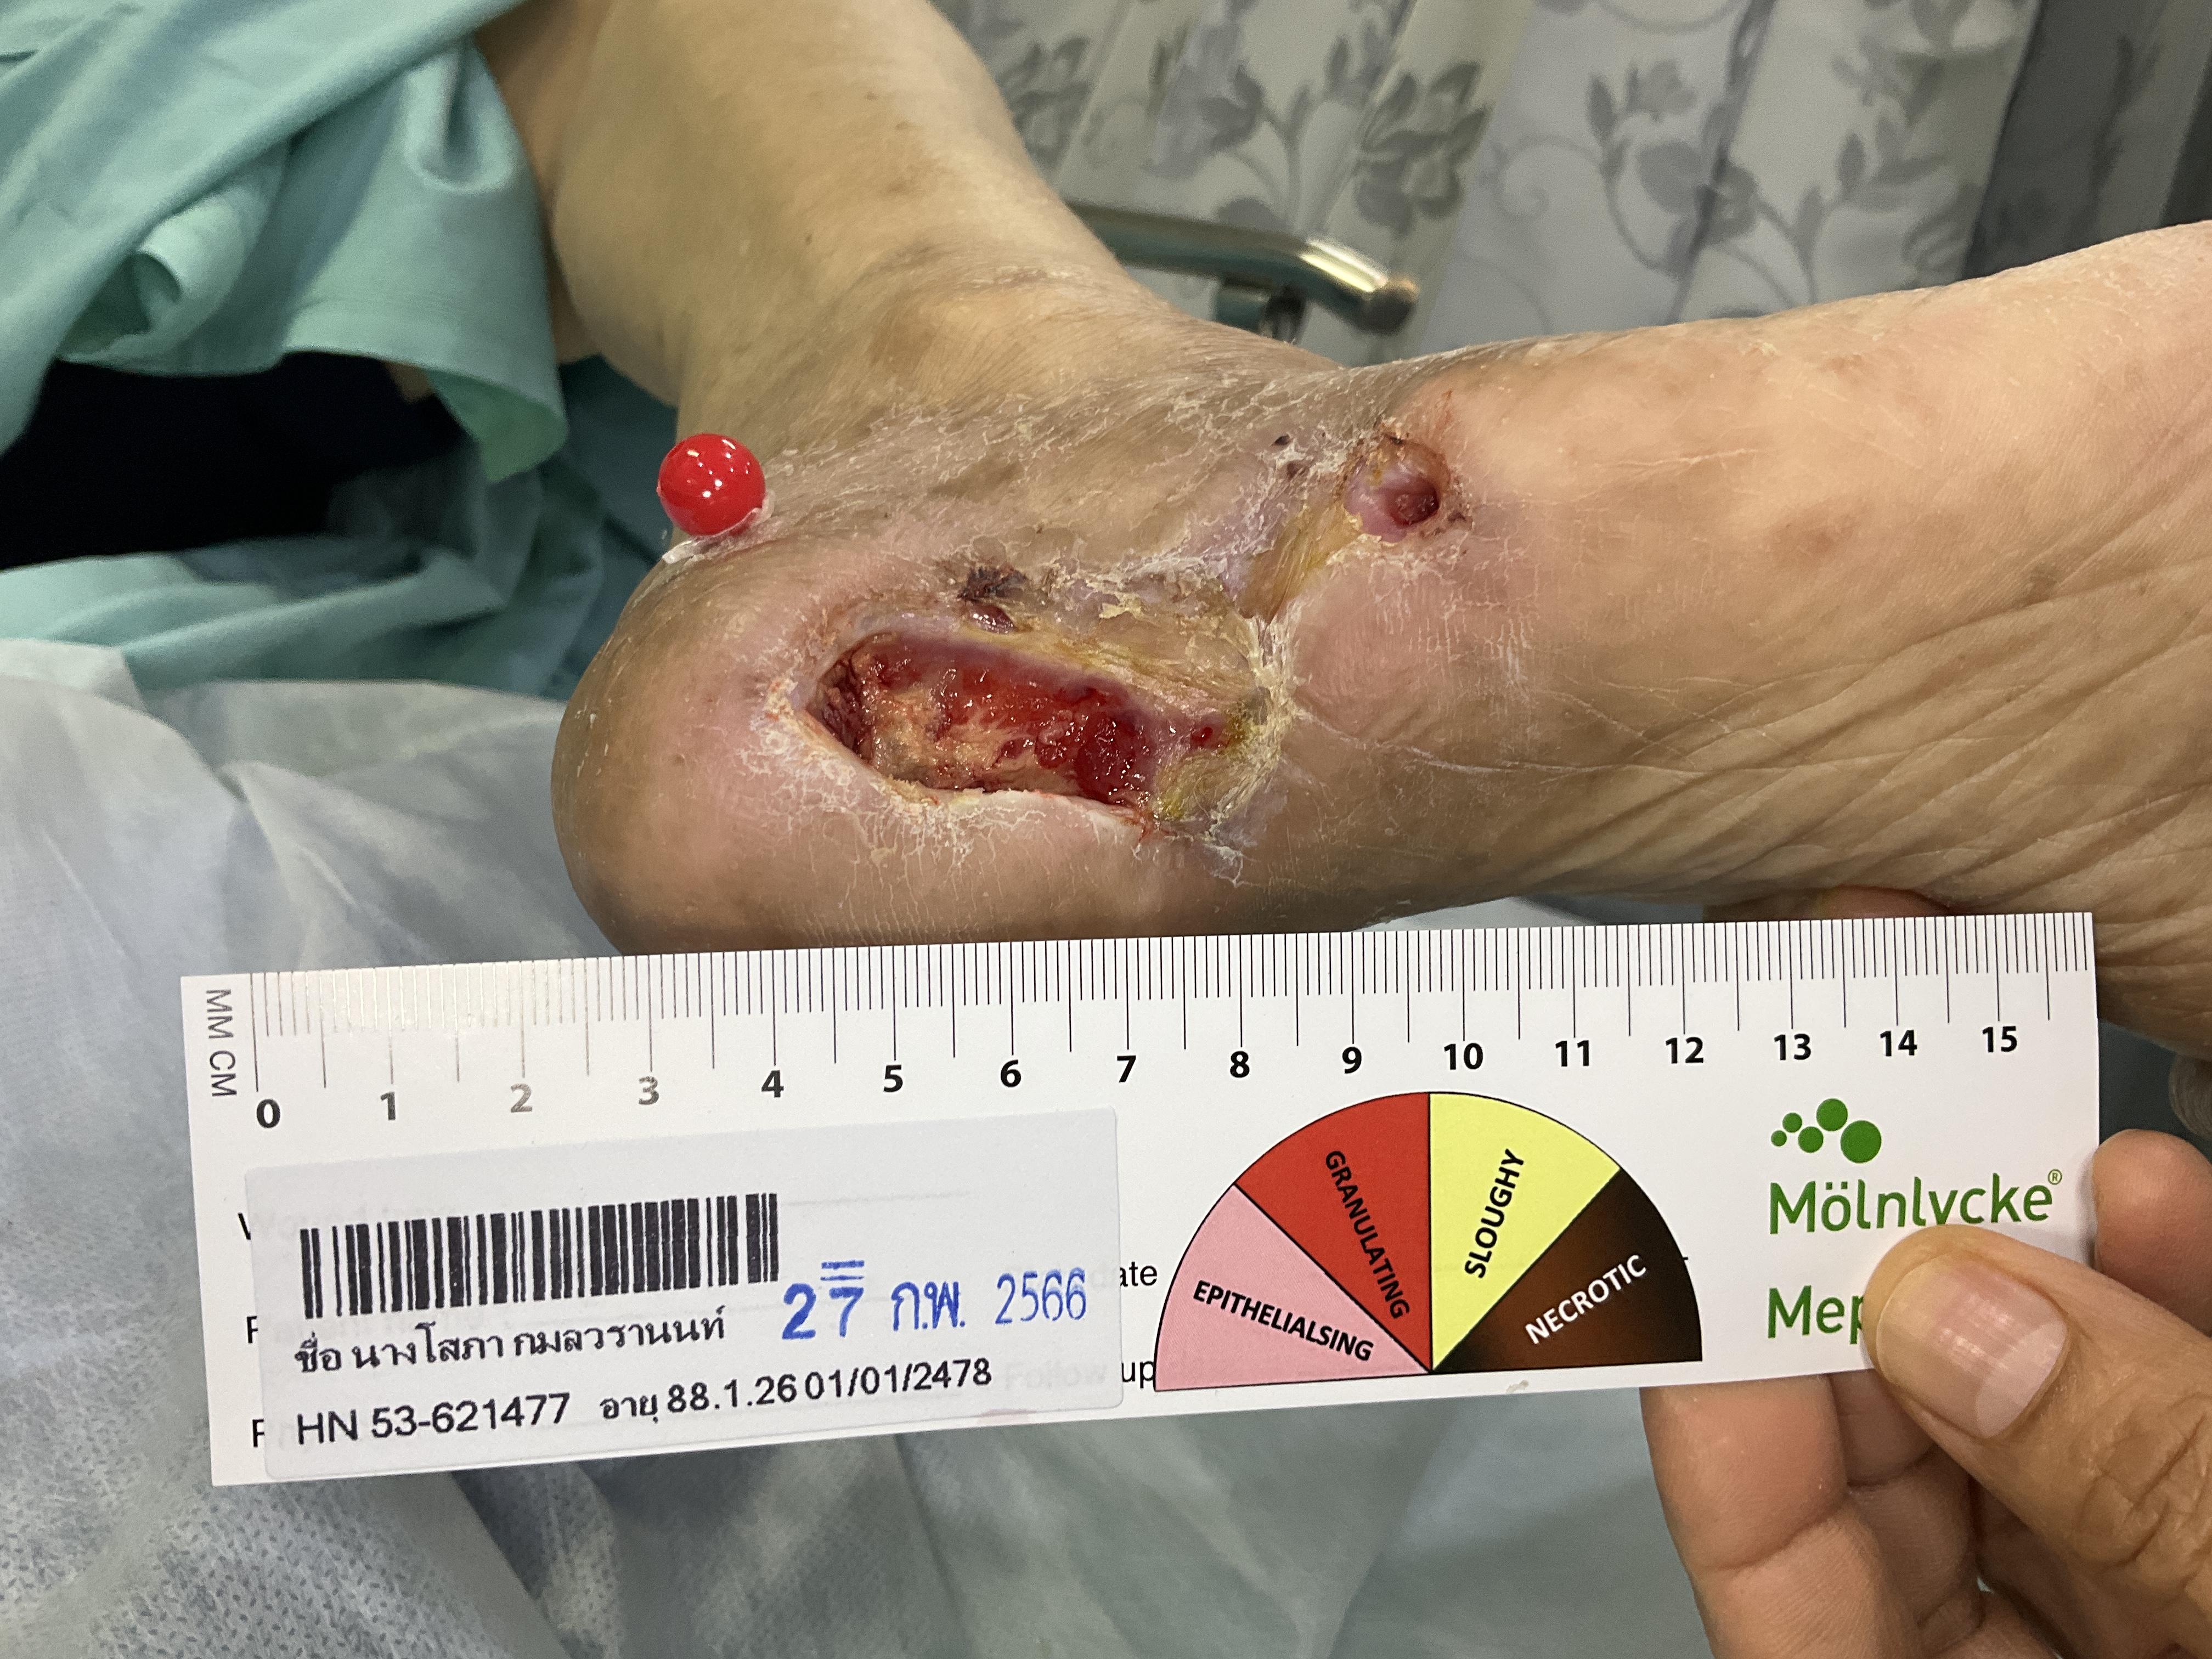 MM CM
0 1 2 3 4 5 6 7 8 9 10 11 12 13 14 15
EPITHELIALSING
GRANULATING
SLOUGHY
NECROTIC
Mölnlycke®
Mep
ate
27 ก.พ. 2566
ชื่อ นางโสภา กมลวรานนท์
HN 53-621477 อายุ 88.1.26 01/01/2478
up